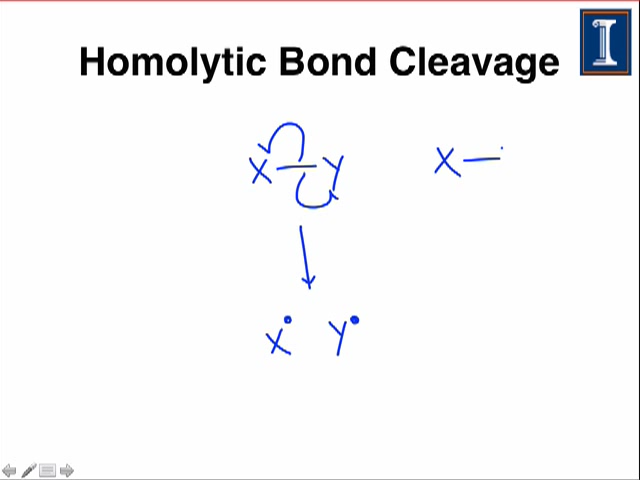 Homolytic Bond Cleavage
I
X — Y X —
X• Y•